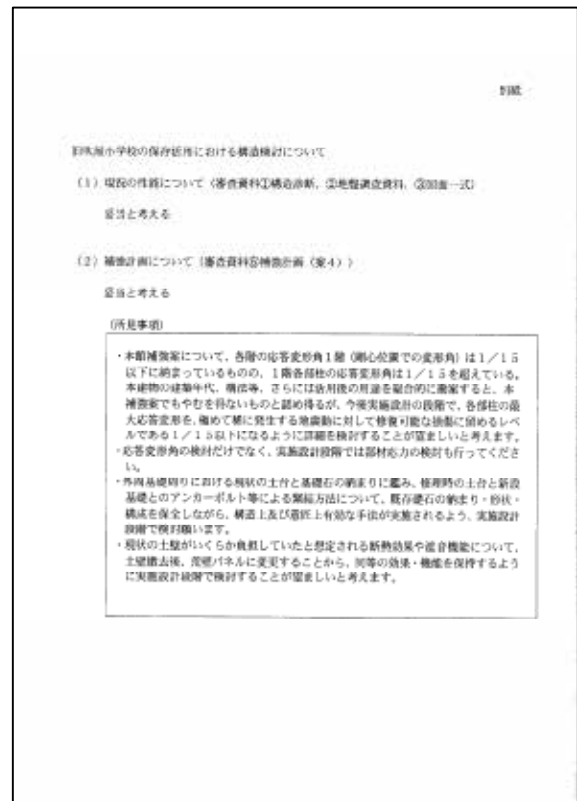 別紙
旧吹屋小学校の保存活用における構造検討について
(1) 現況の性能について（審査資料①構造診断、②地盤調査資料、③図面一式）
妥当と考える
(2) 補強計画について（審査資料⑤補強計画（案4））
妥当と考える
(所見事項)
・本館補強案について、各階の応答変形角1階（剛心位置での変形角）は1／15
以下に納まっているものの、1階各部柱の応答変形角は1／15を超えている。
本建物の建築年代、構法等、さらには活用後の用途を総合的に勘案すると、本
補強案でもやむを得ないものと認め得るが、今後実施設計の段階で、各部柱の最
大応答変形を、極めて稀に発生する地震動に対して修復可能な損傷に留めるレベ
ルである1／15以下になるように詳細を検討することが望ましいと考えます。
・応答変形角の検討だけでなく、実施設計段階では部材応力の検討も行ってくださ
い。
・外周基礎周りにおける現状の土台と基礎石の納まりに鑑み、修理時の土台と新設
基礎とのアンカーボルト等による緊結方法について、既存礎石の納まり・形状・
構成を保全しながら、構造上及び意匠上有効な手法が実施されるよう、実施設計
段階で検討願います。
・現状の土壁がいくらか負担していたと想定される断熱効果や遮音機能について、
土壁撤去後、荒壁パネルに変更することから、同等の効果・機能を保持するよう
に実施設計段階で検討することが望ましいと考えます。